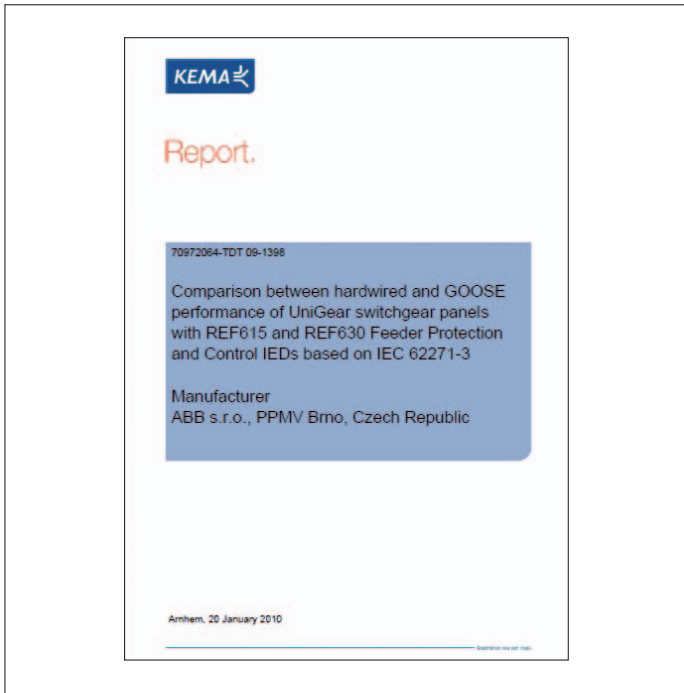 KEMA
Report.
70972064-TDT 09-1398
Comparison between hardwired and GOOSE
performance of UniGear switchgear panels
with REF615 and REF630 Feeder Protection
and Control IEDs based on IEC 62271-3
Manufacturer
ABB s.r.o., PPMV Brno, Czech Republic
Arnhem, 20 January 2010